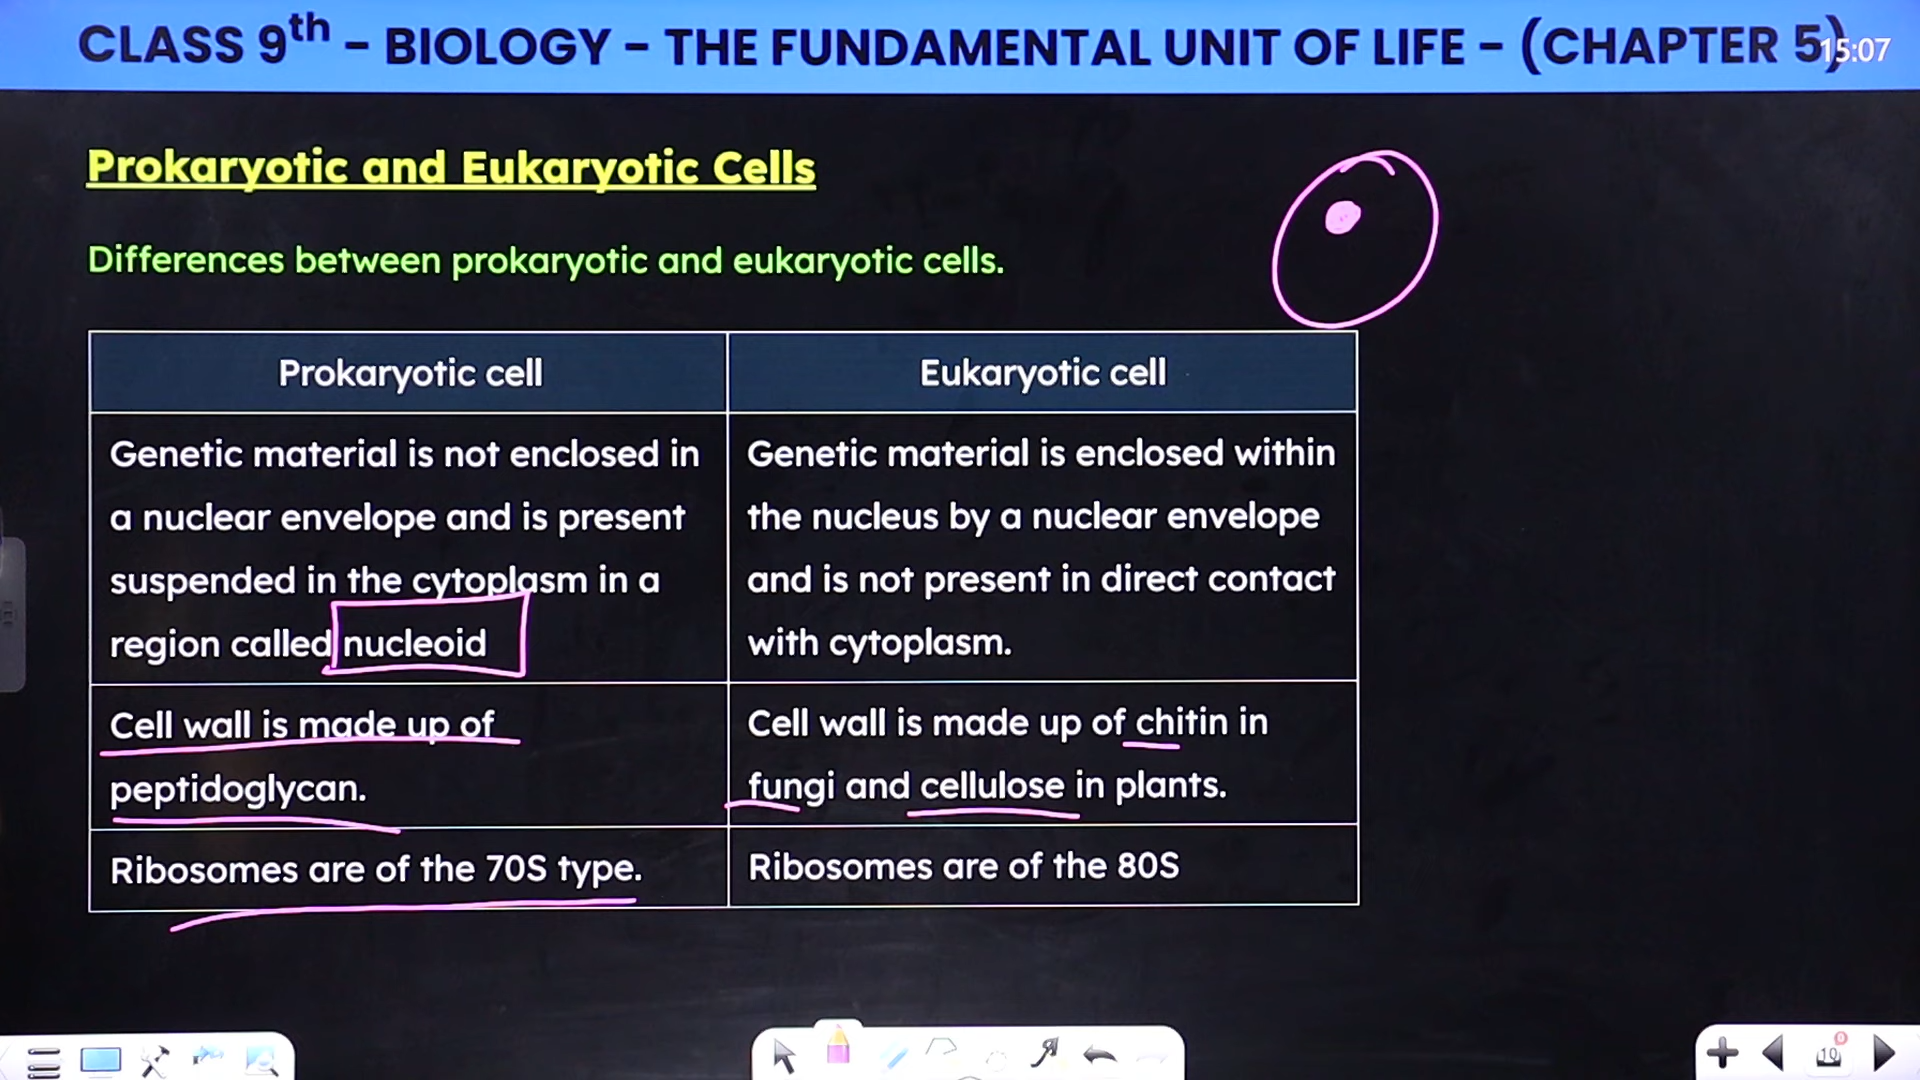 CLASS 9th - BIOLOGY - THE FUNDAMENTAL UNIT OF LIFE - (CHAPTER 5)
15:07
Prokaryotic and Eukaryotic Cells
Differences between prokaryotic and eukaryotic cells.
Prokaryotic cell
Eukaryotic cell
Genetic material is not enclosed in
a nuclear envelope and is present
suspended in the cytoplasm in a
region called nucleoid
Genetic material is enclosed within
the nucleus by a nuclear envelope
and is not present in direct contact
with cytoplasm.
Cell wall is made up of
peptidoglycan.
Cell wall is made up of chitin in
fungi and cellulose in plants.
Ribosomes are of the 70S type.
Ribosomes are of the 80S
10